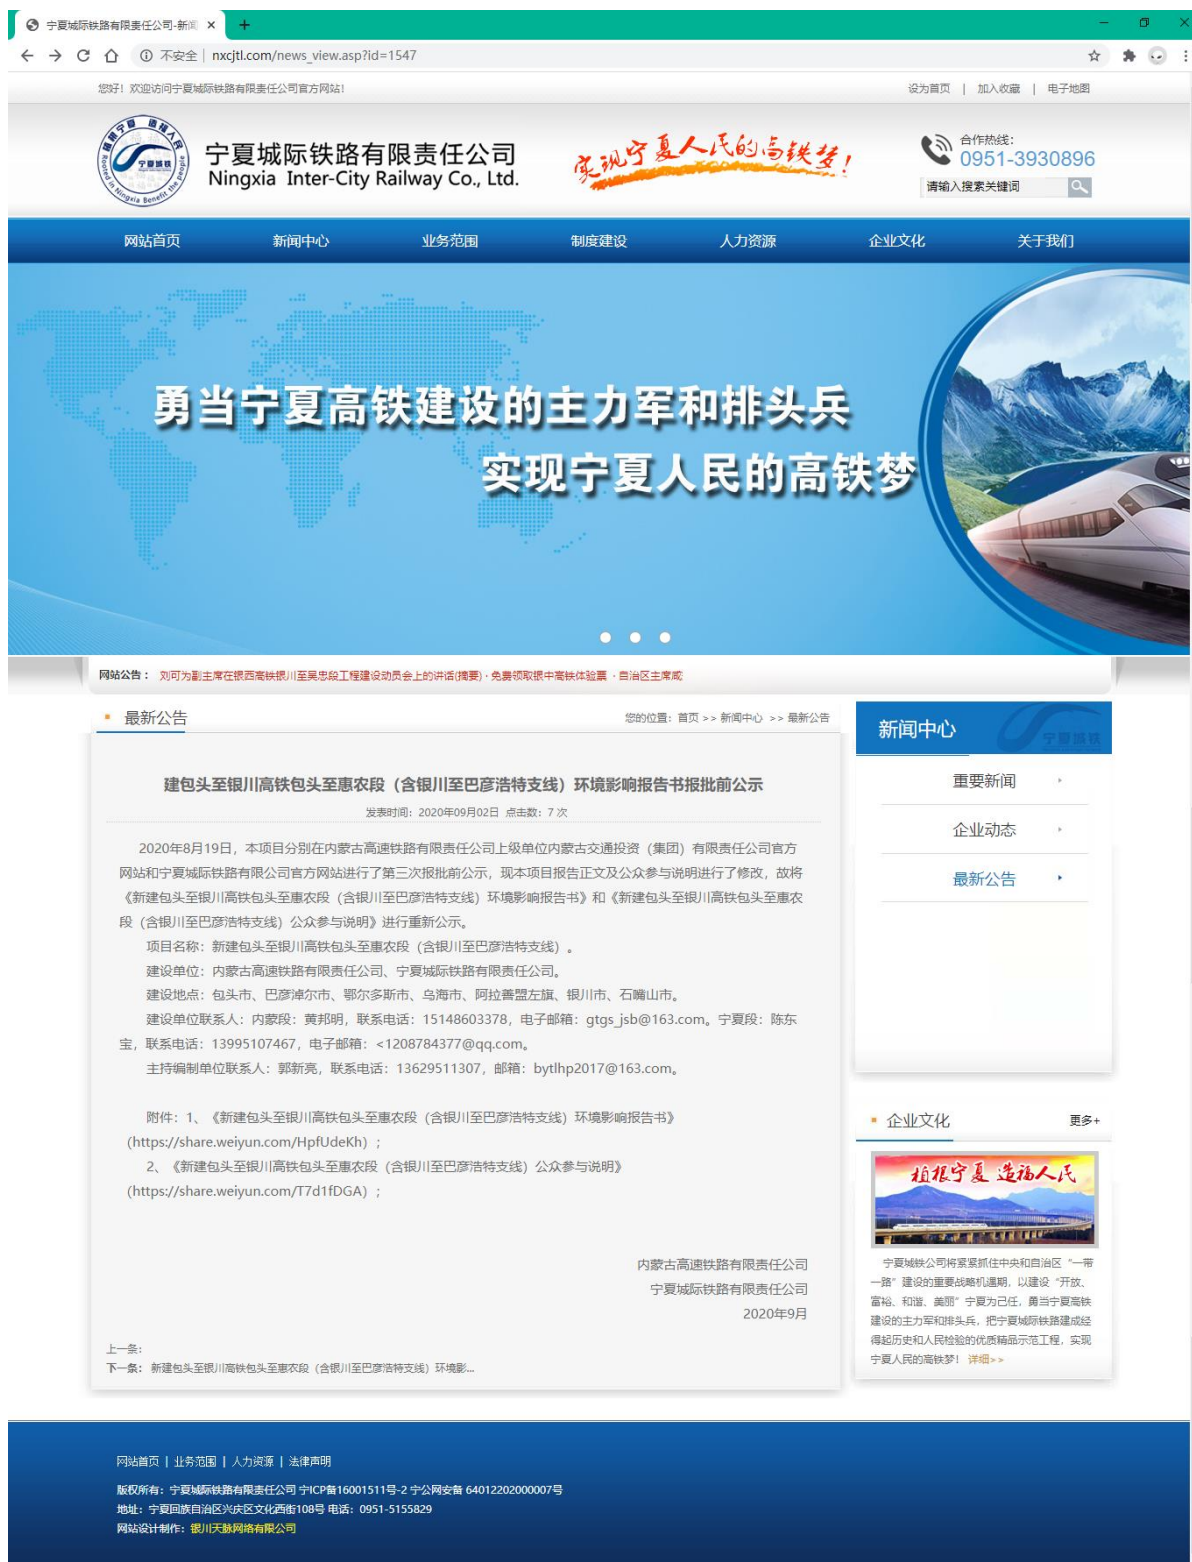 宁夏城际铁路有限责任公司-新闻
不安全 | nxcjtl.com/news_view.asp?id=1547
您好！欢迎访问宁夏城际铁路有限责任公司官方网站！
设为首页 | 加入收藏 | 电子地图
宁夏城际铁路有限责任公司
Ningxia Inter-City Railway Co., Ltd.
实现宁夏人民的高铁梦！
合作热线：
0951-3930896
请输入搜索关键词
网站首页 新闻中心 业务范围 制度建设 人力资源 企业文化 关于我们
勇当宁夏高铁建设的主力军和排头兵
实现宁夏人民的高铁梦
网站公告： 刘可为副主席在银西高铁银川至吴忠段工程建设动员会上的讲话(摘要) · 免费领取银中高铁体验票 · 自治区主席咸
最新公告
您的位置：首页 >> 新闻中心 >> 最新公告
建包头至银川高铁包头至惠农段（含银川至巴彦浩特支线）环境影响报告书报批前公示
发表时间：2020年09月02日 点击数：7 次
2020年8月19日，本项目分别在内蒙古高速铁路有限责任公司上级单位内蒙古交通投资（集团）有限责任公司官方
网站和宁夏城际铁路有限公司官方网站进行了第三次报批前公示，现本项目报告正文及公众参与说明进行了修改，故将
《新建包头至银川高铁包头至惠农段（含银川至巴彦浩特支线）环境影响报告书》和《新建包头至银川高铁包头至惠农
段（含银川至巴彦浩特支线）公众参与说明》进行重新公示。
项目名称：新建包头至银川高铁包头至惠农段（含银川至巴彦浩特支线）。
建设单位：内蒙古高速铁路有限责任公司、宁夏城际铁路有限责任公司。
建设地点：包头市、巴彦淖尔市、鄂尔多斯市、乌海市、阿拉善盟左旗、银川市、石嘴山市。
建设单位联系人：内蒙段：黄邦明，联系电话：15148603378，电子邮箱：gtgs_jsb@163.com。宁夏段：陈东
宝，联系电话：13995107467，电子邮箱：<1208784377@qq.com。
主持编制单位联系人：郭新亮，联系电话：13629511307，邮箱：bytlhp2017@163.com。
附件：1、《新建包头至银川高铁包头至惠农段（含银川至巴彦浩特支线）环境影响报告书》
（https://share.weiyun.com/HpfUdeKh）；
2、《新建包头至银川高铁包头至惠农段（含银川至巴彦浩特支线）公众参与说明》
（https://share.weiyun.com/T7d1fDGA）；
内蒙古高速铁路有限责任公司
宁夏城际铁路有限责任公司
2020年9月
上一条：
下一条： 新建包头至银川高铁包头至惠农段（含银川至巴彦浩特支线）环境影...
新闻中心
宁夏城铁
重要新闻
企业动态
最新公告
企业文化 更多+
植根宁夏 造福人民
宁夏城铁公司将紧紧抓住中央和自治区“一带
一路”建设的重要战略机遇期，以建设“开放、
富裕、和谐、美丽”宁夏为己任，勇当宁夏高铁
建设的主力军和排头兵，把宁夏城际铁路建成经
得起历史和人民检验的优质精品示范工程，实现
宁夏人民的高铁梦！ 详细>>
网站首页 | 业务范围 | 人力资源 | 法律声明
版权所有：宁夏城际铁路有限责任公司 宁ICP备16001511号-2 宁公网安备 64012202000007号
地址：宁夏回族自治区兴庆区文化西街108号 电话：0951-5155829
网站设计制作：银川天脉网络有限公司